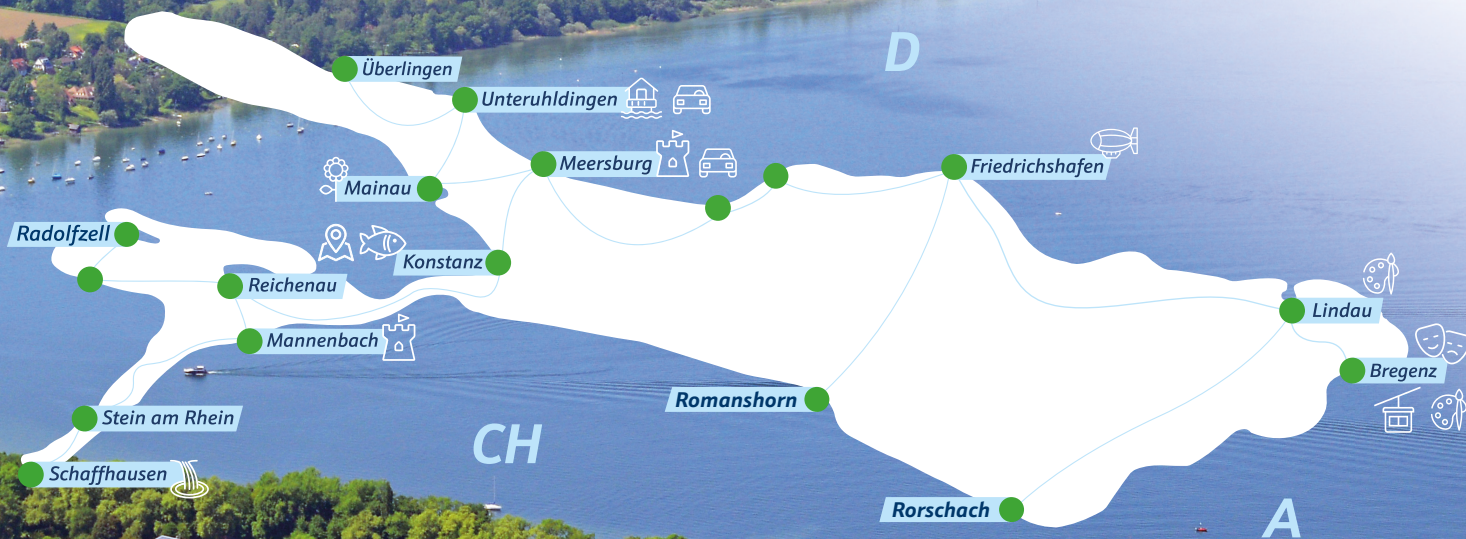 D
Überlingen
Unteruhldingen
Meersburg
Friedrichshafen
Mainau
Radolfzell
Konstanz
Reichenau
Lindau
Mannenbach
Bregenz
Romanshorn
Stein am Rhein
CH
Schaffhausen
Rorschach
A